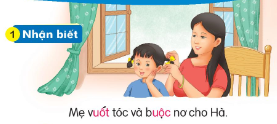 1 Nhận biết
Mẹ vuốt tóc và buộc nơ cho Hà.